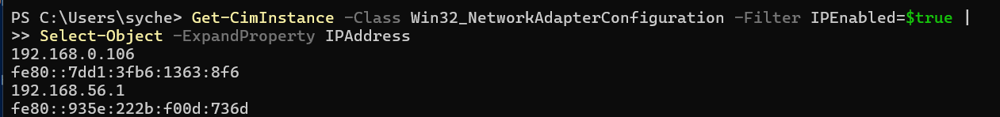 PS C:\Users\syche> Get-CimInstance -Class Win32_NetworkAdapterConfiguration -Filter IPEnabled=$true |
>> Select-Object -ExpandProperty IPAddress
192.168.0.106
fe80::7dd1:3fb6:1363:8f6
192.168.56.1
fe80::935e:222b:f00d:736d